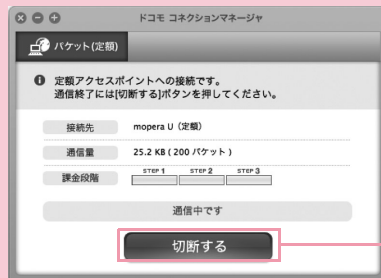 ドコモ コネクションマネージャ
パケット(定額)
定額アクセスポイントへの接続です。
通信終了には[切断する]ボタンを押してください。
接続先 mopera U（定額）
通信量 25.2 KB ( 200 パケット )
課金段階 STEP 1 STEP 2 STEP 3
通信中です
切断する